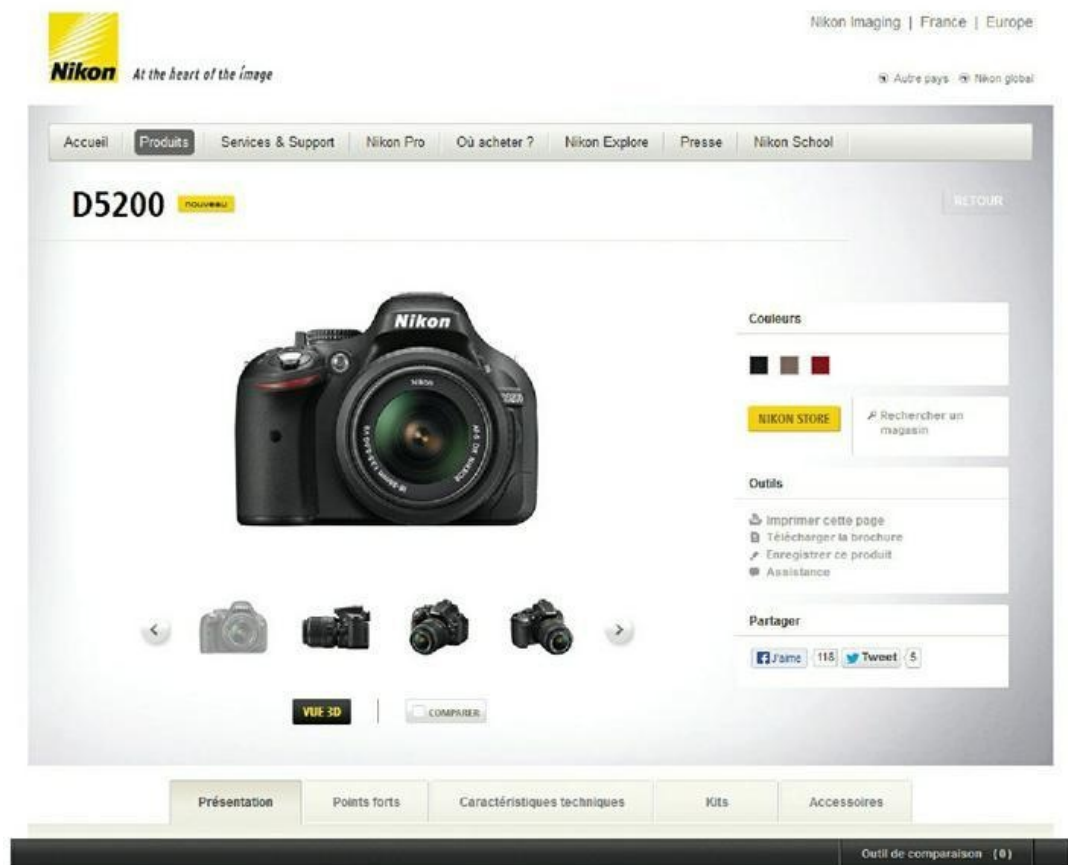 Nikon Imaging | France | Europe
Nikon At the heart of the image
Autre pays Nikon global
Accueil Produits Services & Support Nikon Pro Où acheter ? Nikon Explore Presse Nikon School
D5200 nouveau
RETOUR
Nikon
Nikon
Couleurs
NIKON STORE
Rechercher un
magasin
Outils
Imprimer cette page
Télécharger la brochure
Enregistrer ce produit
Assistance
Partager
J'aime 118 Tweet 5
VUE 3D COMPARER
Présentation Points forts Caractéristiques techniques Kits Accessoires
Outil de comparaison (0)